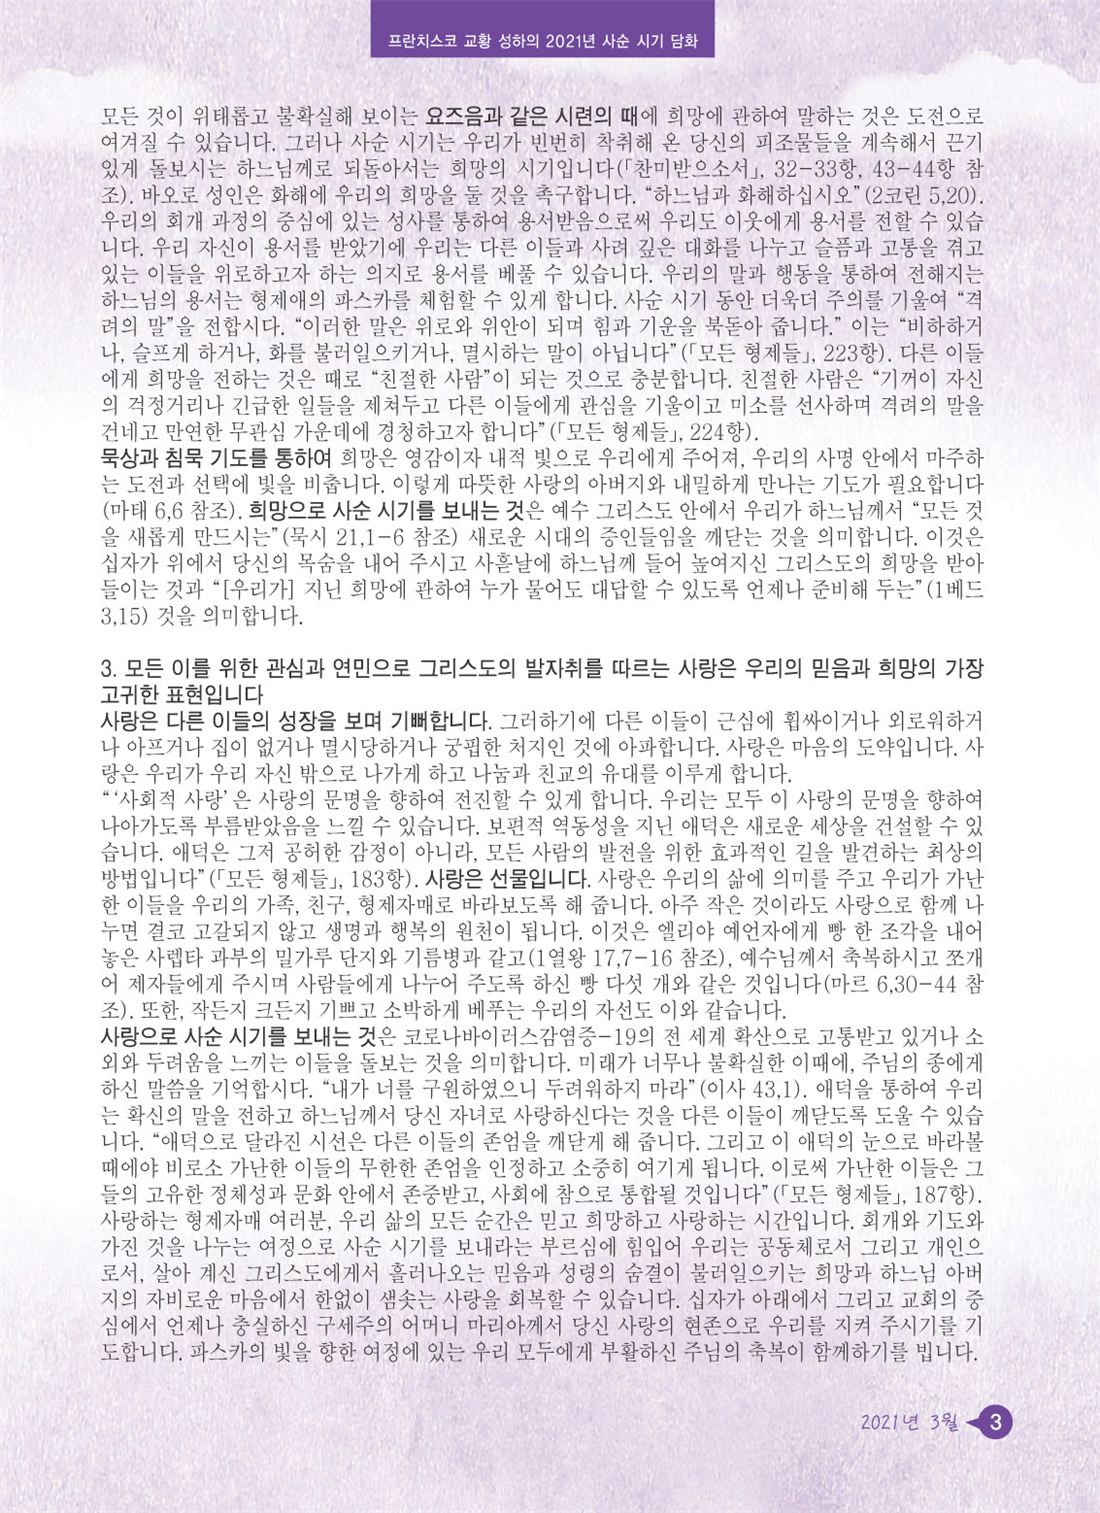 프란치스코 교황 성하의 2021년 사순 시기 담화
모든 것이 위태롭고 불확실해 보이는 요즈음과 같은 시련의 때에 희망에 관하여 말하는 것은 도전으로
여겨질 수 있습니다. 그러나 사순 시기는 우리가 빈번히 착취해 온 당신의 피조물들을 계속해서 끈기
있게 돌보시는 하느님께로 되돌아서는 희망의 시기입니다(「찬미받으소서」, 32-33항, 43-44항 참
조). 바오로 성인은 화해에 우리의 희망을 둘 것을 촉구합니다. “하느님과 화해하십시오”(2코린 5,20).
우리의 회개 과정의 중심에 있는 성사를 통하여 용서받음으로써 우리도 이웃에게 용서를 전할 수 있습
니다. 우리 자신이 용서를 받았기에 우리는 다른 이들과 사려 깊은 대화를 나누고 슬픔과 고통을 겪고
있는 이들을 위로하고자 하는 의지로 용서를 베풀 수 있습니다. 우리의 말과 행동을 통하여 전해지는
하느님의 용서는 형제애의 파스카를 체험할 수 있게 합니다. 사순 시기 동안 더욱더 주의를 기울여 “격
려의 말”을 전합시다. “이러한 말은 위로와 위안이 되며 힘과 기운을 북돋아 줍니다.” 이는 “비하하거
나, 슬프게 하거나, 화를 불러일으키거나, 멸시하는 말이 아닙니다”(「모든 형제들」, 223항). 다른 이들
에게 희망을 전하는 것은 때로 “친절한 사람”이 되는 것으로 충분합니다. 친절한 사람은 “기꺼이 자신
의 걱정거리나 긴급한 일들을 제쳐두고 다른 이들에게 관심을 기울이고 미소를 선사하며 격려의 말을
건네고 만연한 무관심 가운데에 경청하고자 합니다”(「모든 형제들」, 224항).
묵상과 침묵 기도를 통하여 희망은 영감이자 내적 빛으로 우리에게 주어져, 우리의 사명 안에서 마주하
는 도전과 선택에 빛을 비춥니다. 이렇게 따뜻한 사랑의 아버지와 내밀하게 만나는 기도가 필요합니다
(마태 6,6 참조). 희망으로 사순 시기를 보내는 것은 예수 그리스도 안에서 우리가 하느님께서 “모든 것
을 새롭게 만드시는”(묵시 21,1-6 참조) 새로운 시대의 증인들임을 깨닫는 것을 의미합니다. 이것은
십자가 위에서 당신의 목숨을 내어 주시고 사흗날에 하느님께 들어 높여지신 그리스도의 희망을 받아
들이는 것과 “[우리가] 지닌 희망에 관하여 누가 물어도 대답할 수 있도록 언제나 준비해 두는”(1베드
3,15) 것을 의미합니다.
3. 모든 이를 위한 관심과 연민으로 그리스도의 발자취를 따르는 사랑은 우리의 믿음과 희망의 가장
고귀한 표현입니다
사랑은 다른 이들의 성장을 보며 기뻐합니다. 그러하기에 다른 이들이 근심에 휩싸이거나 외로워하거
나 아프거나 집이 없거나 멸시당하거나 궁핍한 처지인 것에 아파합니다. 사랑은 마음의 도약입니다. 사
랑은 우리가 우리 자신 밖으로 나가게 하고 나눔과 친교의 유대를 이루게 합니다.
“ ‘사회적 사랑’은 사랑의 문명을 향하여 전진할 수 있게 합니다. 우리는 모두 이 사랑의 문명을 향하여
나아가도록 부름받았음을 느낄 수 있습니다. 보편적 역동성을 지닌 애덕은 새로운 세상을 건설할 수 있
습니다. 애덕은 그저 공허한 감정이 아니라, 모든 사람의 발전을 위한 효과적인 길을 발견하는 최상의
방법입니다”(「모든 형제들」, 183항). 사랑은 선물입니다. 사랑은 우리의 삶에 의미를 주고 우리가 가난
한 이들을 우리의 가족, 친구, 형제자매로 바라보도록 해 줍니다. 아주 작은 것이라도 사랑으로 함께 나
누면 결코 고갈되지 않고 생명과 행복의 원천이 됩니다. 이것은 엘리야 예언자에게 빵 한 조각을 내어
놓은 사렙타 과부의 밀가루 단지와 기름병과 같고(1열왕 17,7-16 참조), 예수님께서 축복하시고 쪼개
어 제자들에게 주시며 사람들에게 나누어 주도록 하신 빵 다섯 개와 같은 것입니다(마르 6,30-44 참
조). 또한, 작든지 크든지 기쁘고 소박하게 베푸는 우리의 자선도 이와 같습니다.
사랑으로 사순 시기를 보내는 것은 코로나바이러스감염증-19의 전 세계 확산으로 고통받고 있거나 소
외와 두려움을 느끼는 이들을 돌보는 것을 의미합니다. 미래가 너무나 불확실한 이때에, 주님의 종에게
하신 말씀을 기억합시다. “내가 너를 구원하였으니 두려워하지 마라”(이사 43,1). 애덕을 통하여 우리
는 확신의 말을 전하고 하느님께서 당신 자녀로 사랑하신다는 것을 다른 이들이 깨닫도록 도울 수 있습
니다. “애덕으로 달라진 시선은 다른 이들의 존엄을 깨닫게 해 줍니다. 그리고 이 애덕의 눈으로 바라볼
때에야 비로소 가난한 이들의 무한한 존엄을 인정하고 소중히 여기게 됩니다. 이로써 가난한 이들은 그
들의 고유한 정체성과 문화 안에서 존중받고, 사회에 참으로 통합될 것입니다”(「모든 형제들」, 187항).
사랑하는 형제자매 여러분, 우리 삶의 모든 순간은 믿고 희망하고 사랑하는 시간입니다. 회개와 기도와
가진 것을 나누는 여정으로 사순 시기를 보내라는 부르심에 힘입어 우리는 공동체로서 그리고 개인으
로서, 살아 계신 그리스도에게서 흘러나오는 믿음과 성령의 숨결이 불러일으키는 희망과 하느님 아버
지의 자비로운 마음에서 한없이 샘솟는 사랑을 회복할 수 있습니다. 십자가 아래에서 그리고 교회의 중
심에서 언제나 충실하신 구세주의 어머니 마리아께서 당신 사랑의 현존으로 우리를 지켜 주시기를 기
도합니다. 파스카의 빛을 향한 여정에 있는 우리 모두에게 부활하신 주님의 축복이 함께하기를 빕니다.
2021년 3월 3